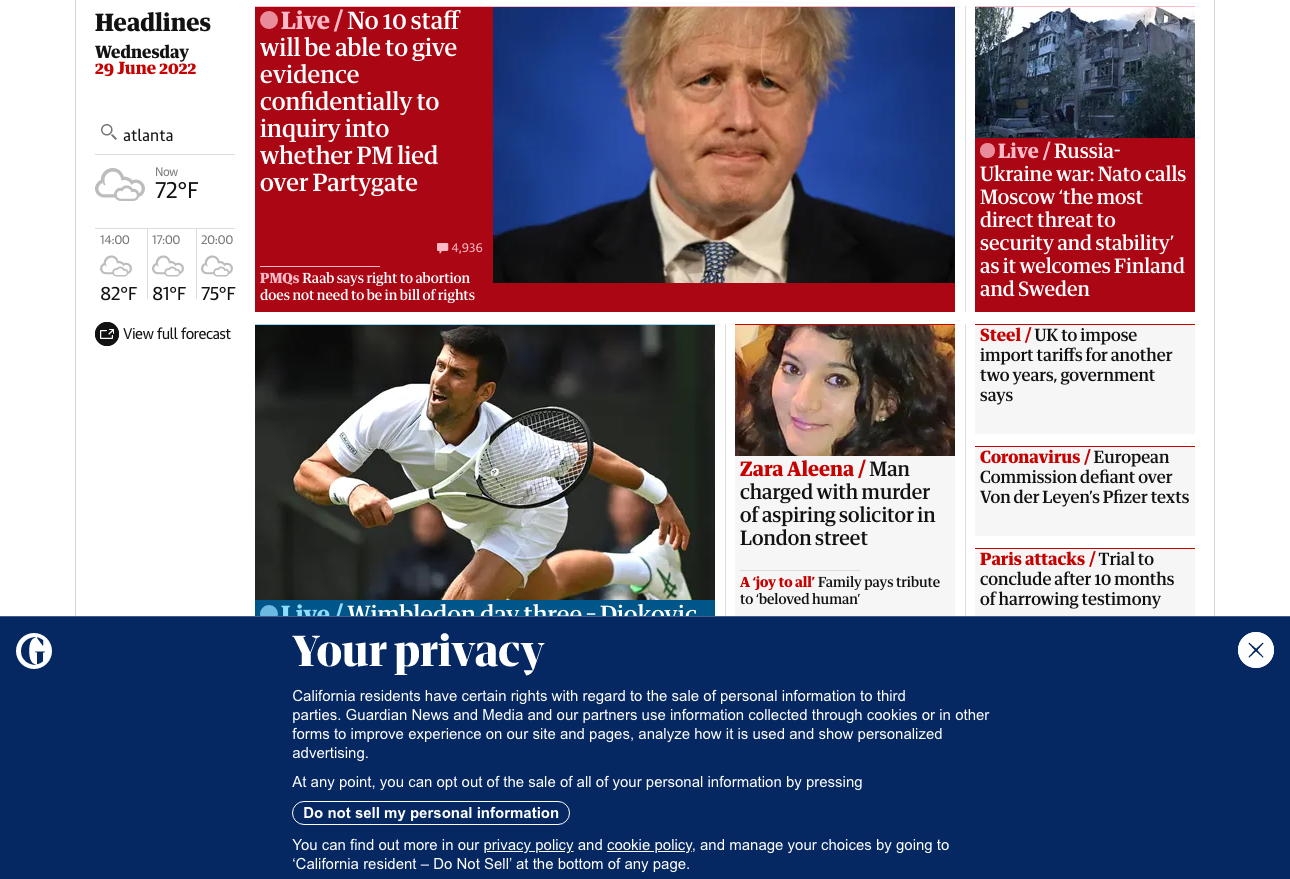 Headlines
Wednesday
29 June 2022
atlanta
Now
72°F
14:00
17:00
20:00
82°F
81°F
75°F
View full forecast
Live / No 10 staff
will be able to give
evidence
confidentially to
inquiry into
whether PM lied
over Partygate
4,936
PMQs Raab says right to abortion
does not need to be in bill of rights
Live / Russia-
Ukraine war: Nato calls
Moscow ‘the most
direct threat to
security and stability’
as it welcomes Finland
and Sweden
Live / Wimbledon day three – Djokovic
Zara Aleena / Man
charged with murder
of aspiring solicitor in
London street
A ‘joy to all’ Family pays tribute
to ‘beloved human’
Steel / UK to impose
import tariffs for another
two years, government
says
Coronavirus / European
Commission defiant over
Von der Leyen’s Pfizer texts
Paris attacks / Trial to
conclude after 10 months
of harrowing testimony
G
Your privacy
California residents have certain rights with regard to the sale of personal information to third
parties. Guardian News and Media and our partners use information collected through cookies or in other
forms to improve experience on our site and pages, analyze how it is used and show personalized
advertising.
At any point, you can opt out of the sale of all of your personal information by pressing
Do not sell my personal information
You can find out more in our privacy policy and cookie policy, and manage your choices by going to
‘California resident – Do Not Sell’ at the bottom of any page.